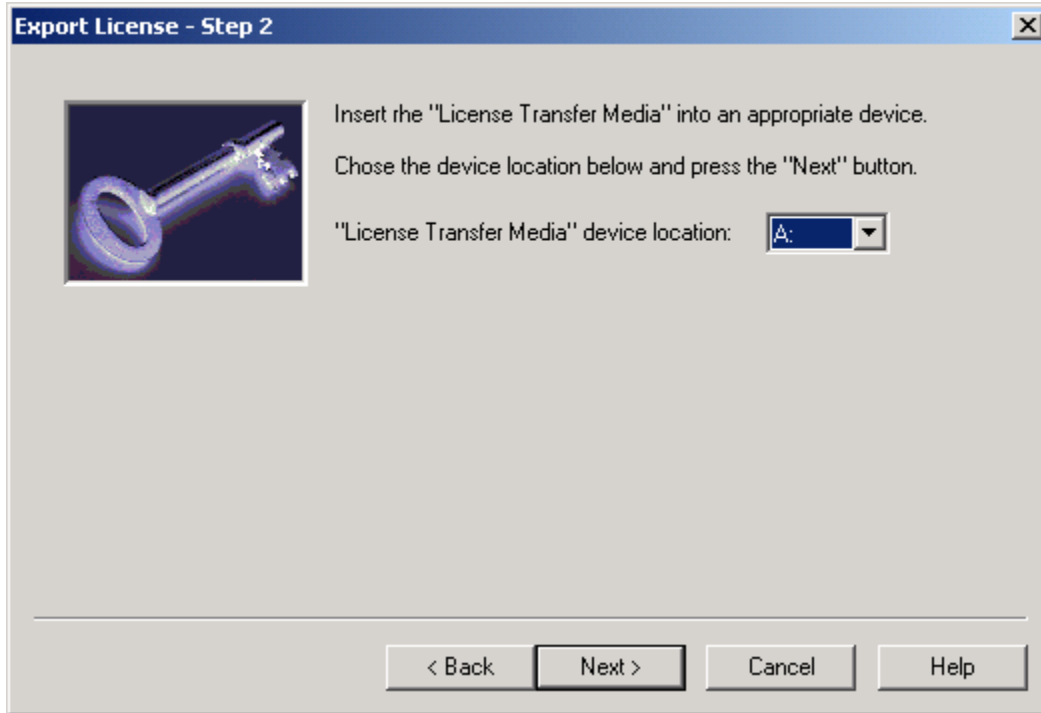 Export License - Step 2
Insert rhe "License Transfer Media" into an appropriate device.
Chose the device location below and press the "Next" button.
"License Transfer Media" device location: A:
< Back Next > Cancel Help